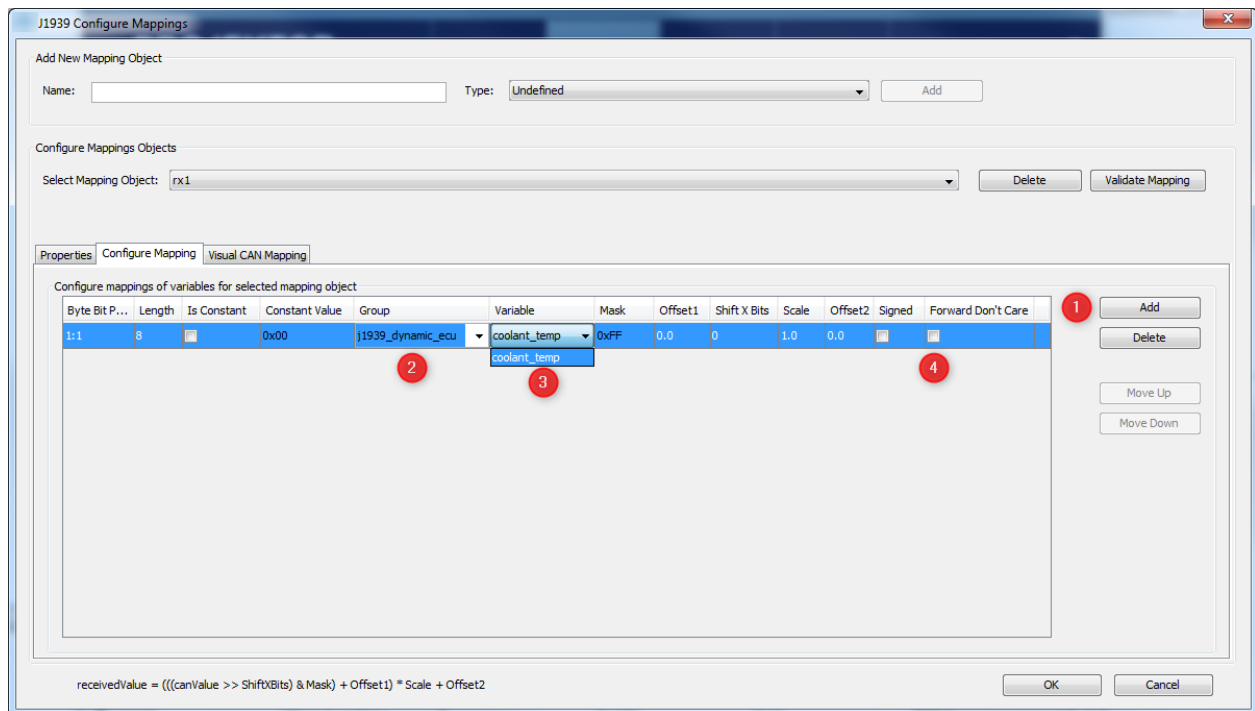 J1939 Configure Mappings
Add New Mapping Object
Name: Type: Undefined Add
Configure Mappings Objects
Select Mapping Object: rx1 Delete Validate Mapping
Properties Configure Mapping Visual CAN Mapping
Configure mappings of variables for selected mapping object
Byte Bit P... Length Is Constant Constant Value Group Variable Mask Offset1 Shift X Bits Scale Offset2 Signed Forward Don't Care 1 Add
1:1 8 0x00 j1939_dynamic_ecu coolant_temp 0xFF 0.0 0 1.0 0.0 Delete
coolant_temp
2 3 4
Move Up
Move Down
receivedValue = (((canValue >> ShiftXBits) & Mask) + Offset1) * Scale + Offset2 OK Cancel